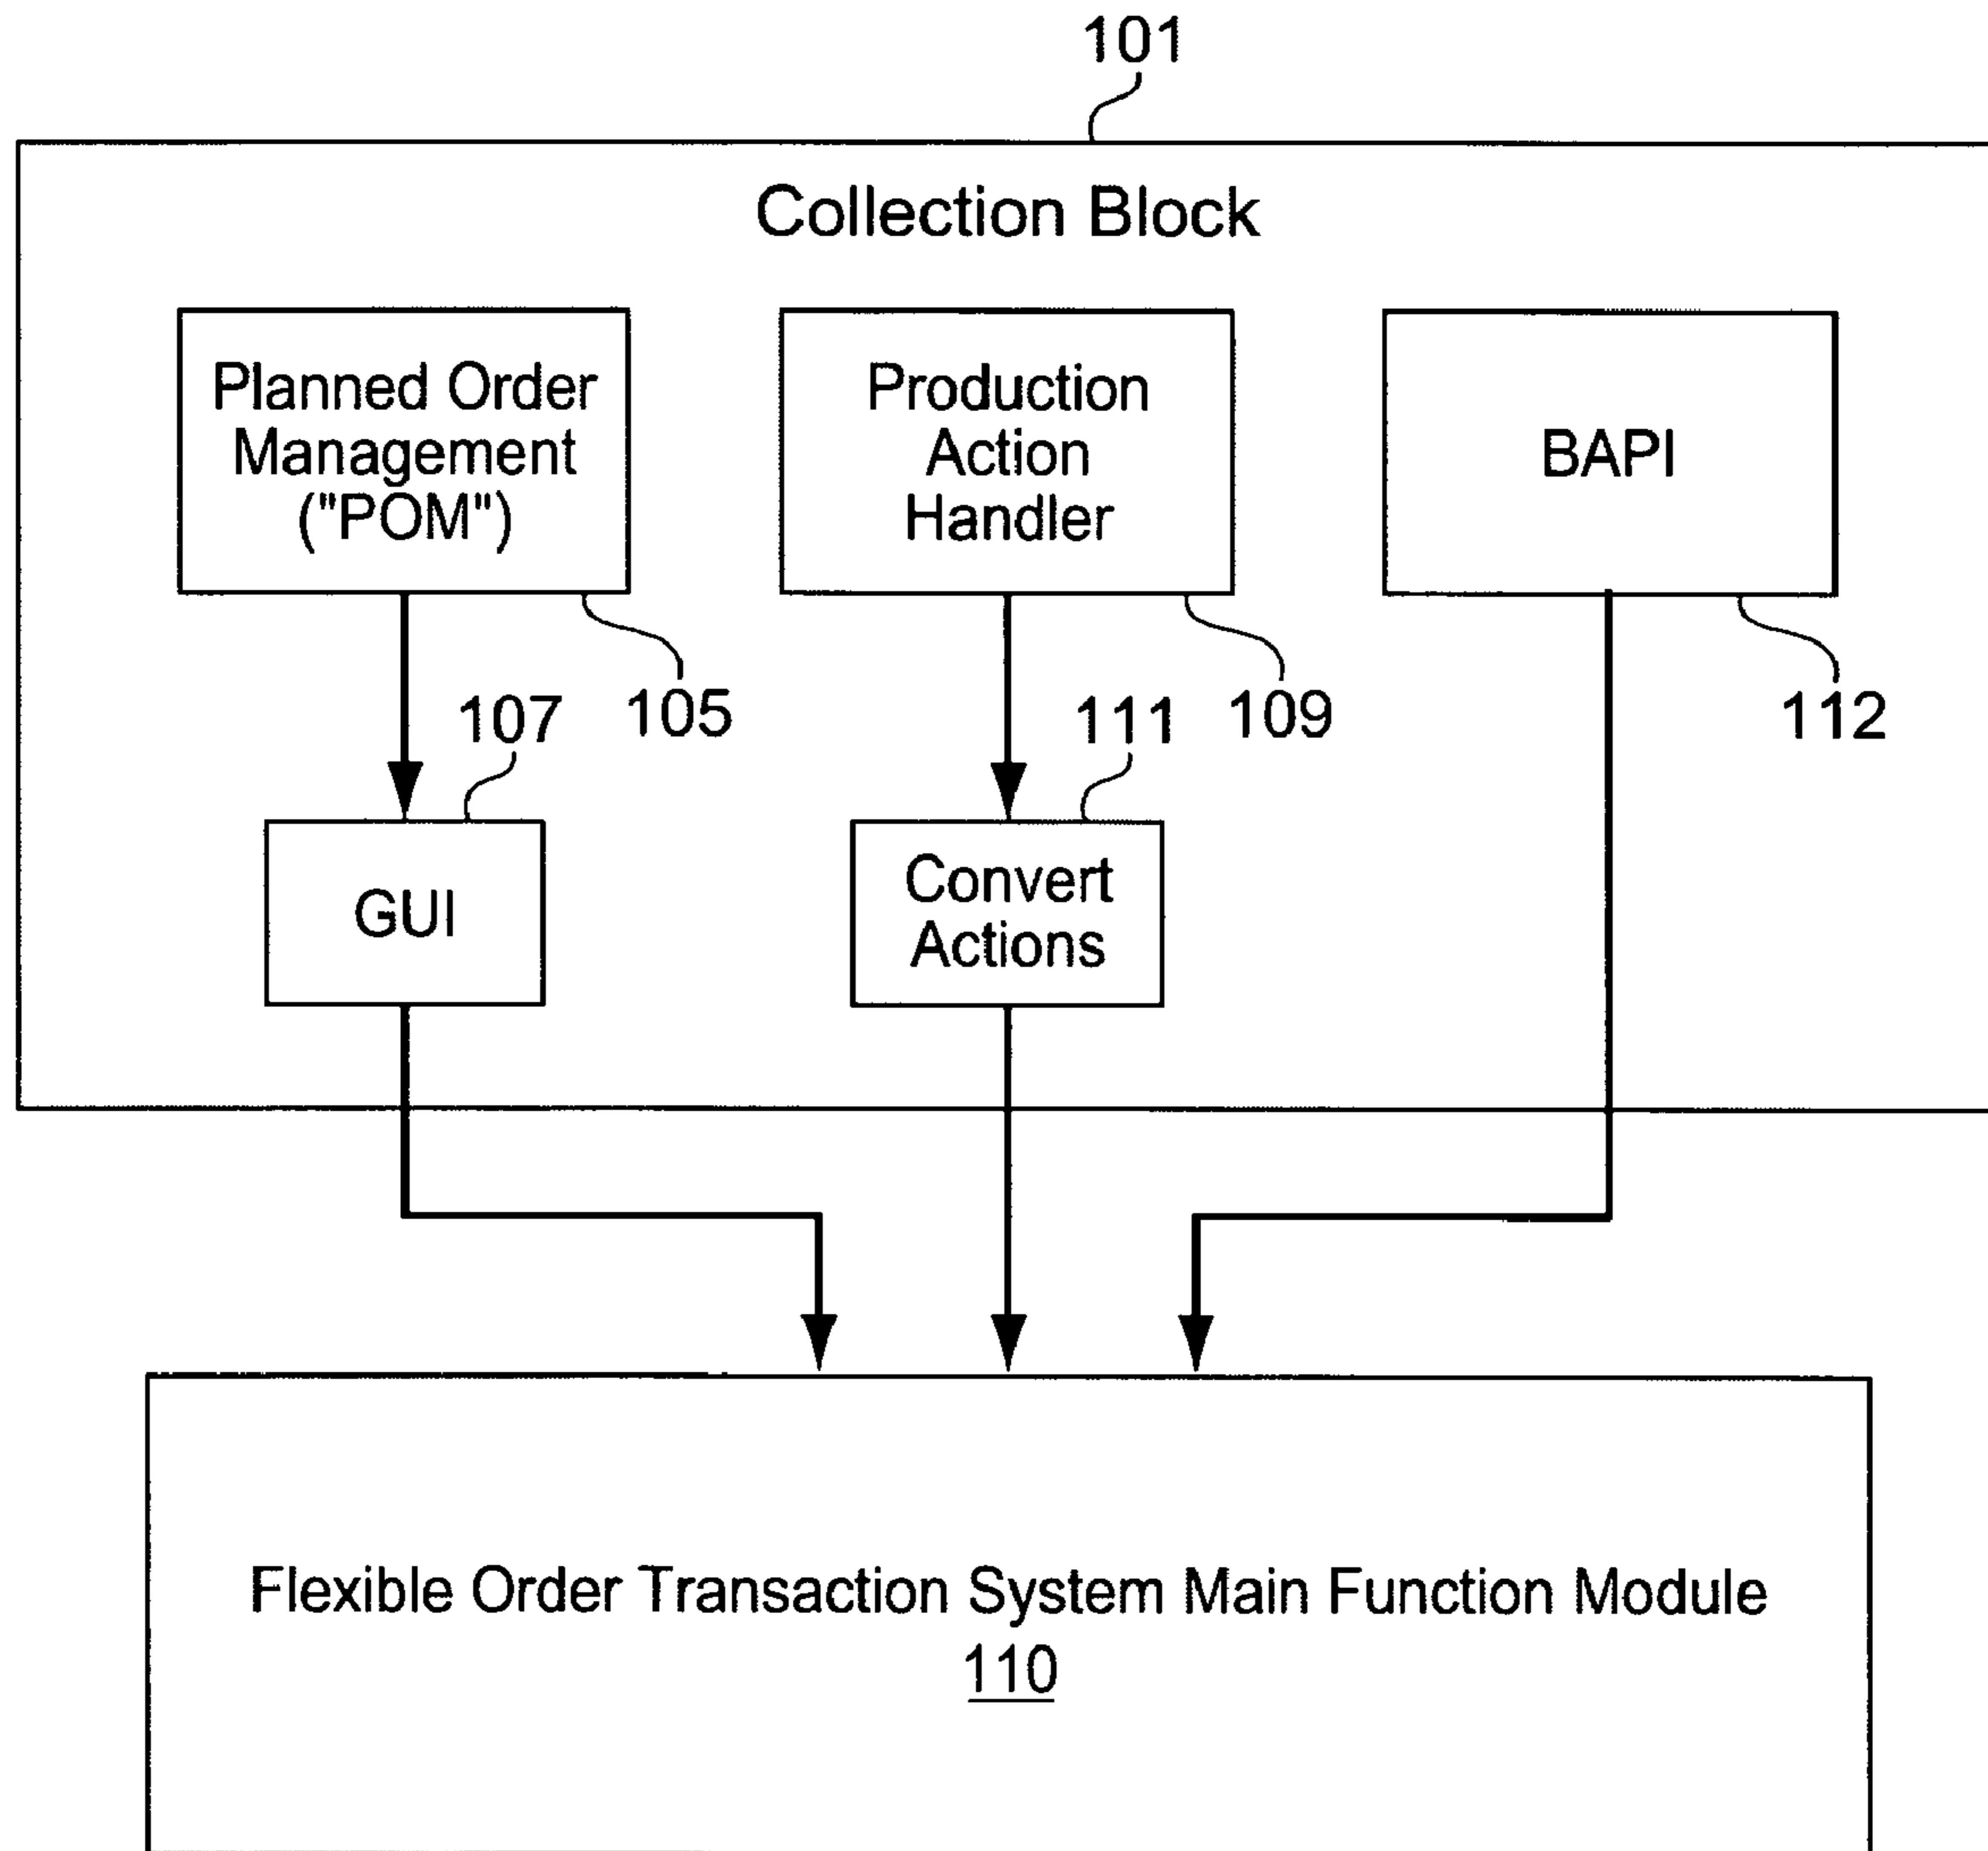 101
Collection Block
Planned Order
Management
("POM")
Production
Action
Handler
BAPI
105
109
112
107
111
GUI
Convert
Actions
Flexible Order Transaction System Main Function Module
110